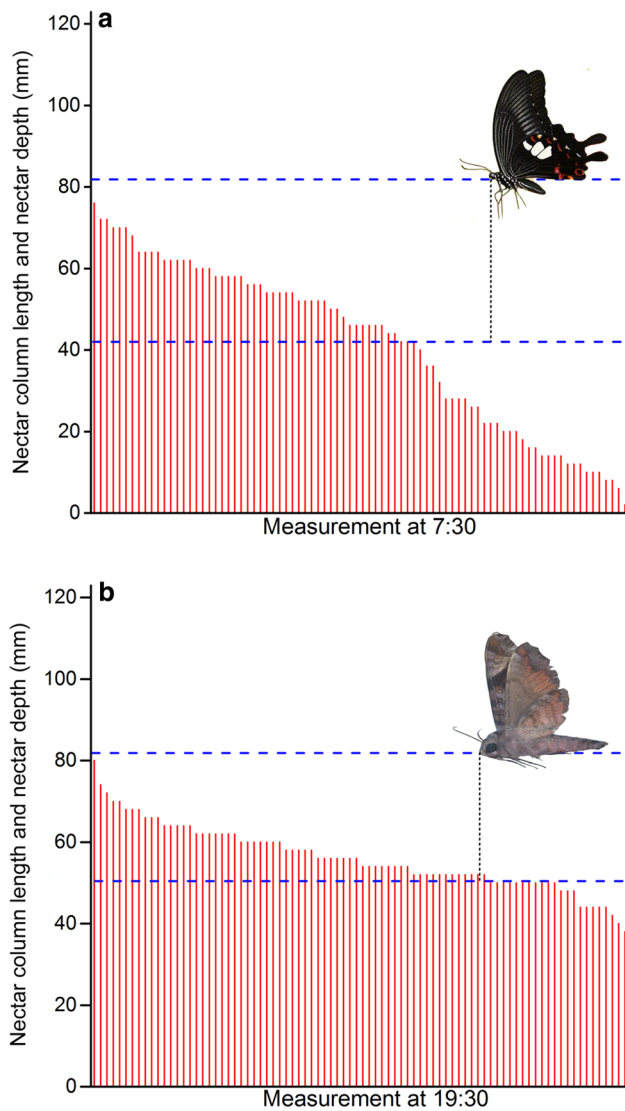 a
Nectar column length and nectar depth (mm)
120
100
80
60
40
20
0
Measurement at 7:30
b
Nectar column length and nectar depth (mm)
120
100
80
60
40
20
0
Measurement at 19:30